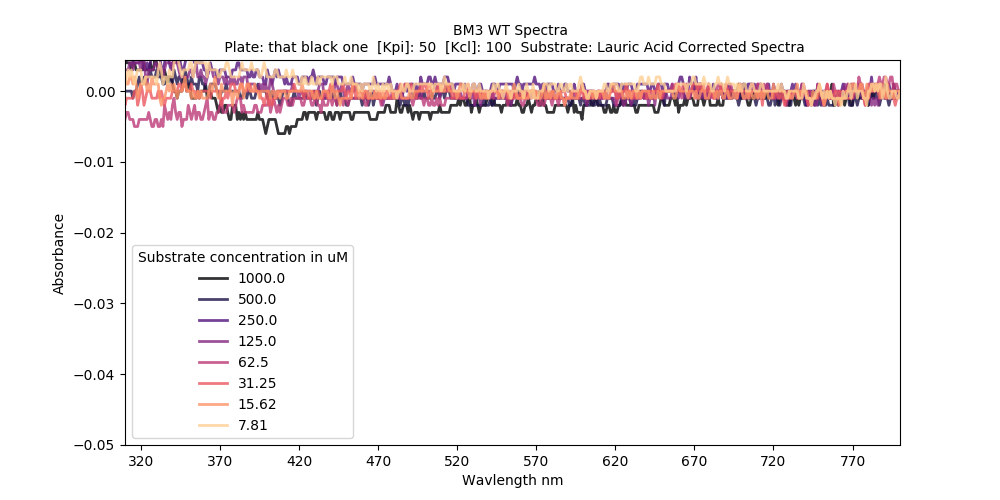 BM3 WT Spectra
Plate: that black one [Kpi]: 50 [Kcl]: 100 Substrate: Lauric Acid Corrected Spectra
Absorbance
0.00
−0.01
−0.02
−0.03
−0.04
−0.05
Substrate concentration in uM
1000.0
500.0
250.0
125.0
62.5
31.25
15.62
7.81
320 370 420 470 520 570 620 670 720 770
Wavlength nm